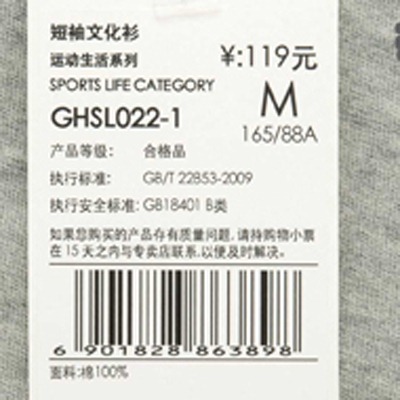 短袖文化衫
运动生活系列
¥:119元
SPORTS LIFE CATEGORY
M
GHSL022-1
165/88A
产品等级: 合格品
执行标准: GB/T 22853-2009
执行安全标准: GB18401 B类
如果您购买的产品存有质量问题,请持购物小票
在 15 天之内与专卖店联系,以便及时解决。
6 901828 863898
面料:棉100%